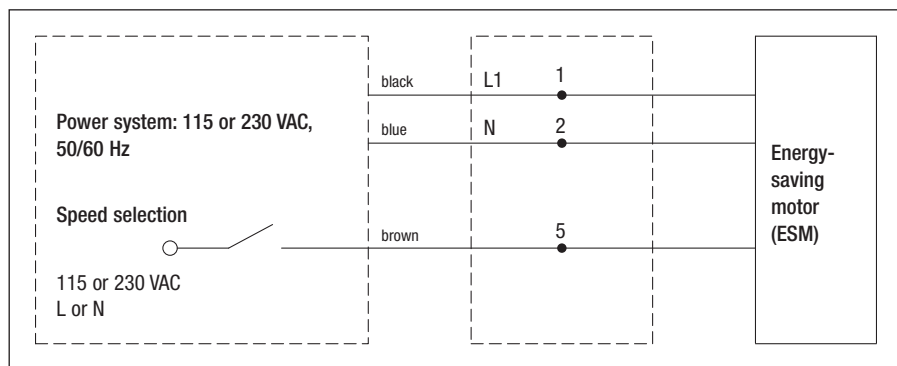 black
L1
1
Power system: 115 or 230 VAC,
50/60 Hz
blue
N
2
Energy-
saving
motor
(ESM)
Speed selection
brown
5
115 or 230 VAC
L or N